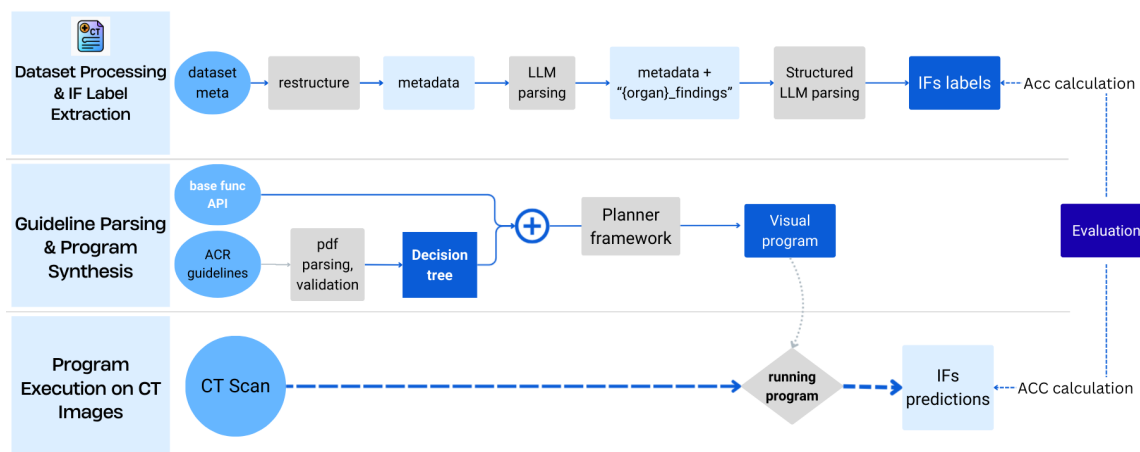 CT
Dataset Processing
& IF Label
Extraction
dataset
meta
restructure
metadata
LLM
parsing
metadata +
“{organ}_findings”
Structured
LLM parsing
IFs labels
Acc calculation
Guideline Parsing
& Program
Synthesis
base func
API
ACR
guidelines
pdf
parsing,
validation
Decision
tree
Planner
framework
Visual
program
Evaluation
Program
Execution on CT
Images
CT Scan
running
program
IFs
predictions
ACC calculation